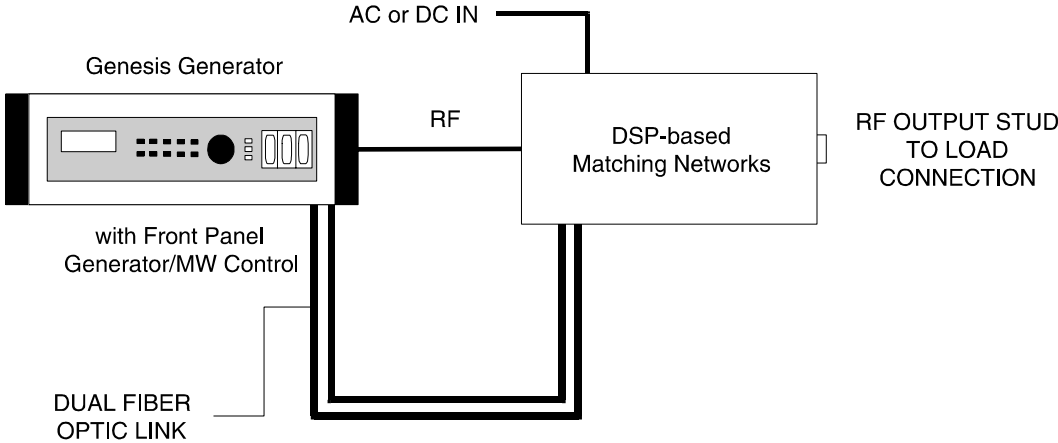 AC or DC IN
Genesis Generator
RF
DSP-based
Matching Networks
RF OUTPUT STUD
TO LOAD
CONNECTION
with Front Panel
Generator/MW Control
DUAL FIBER
OPTIC LINK